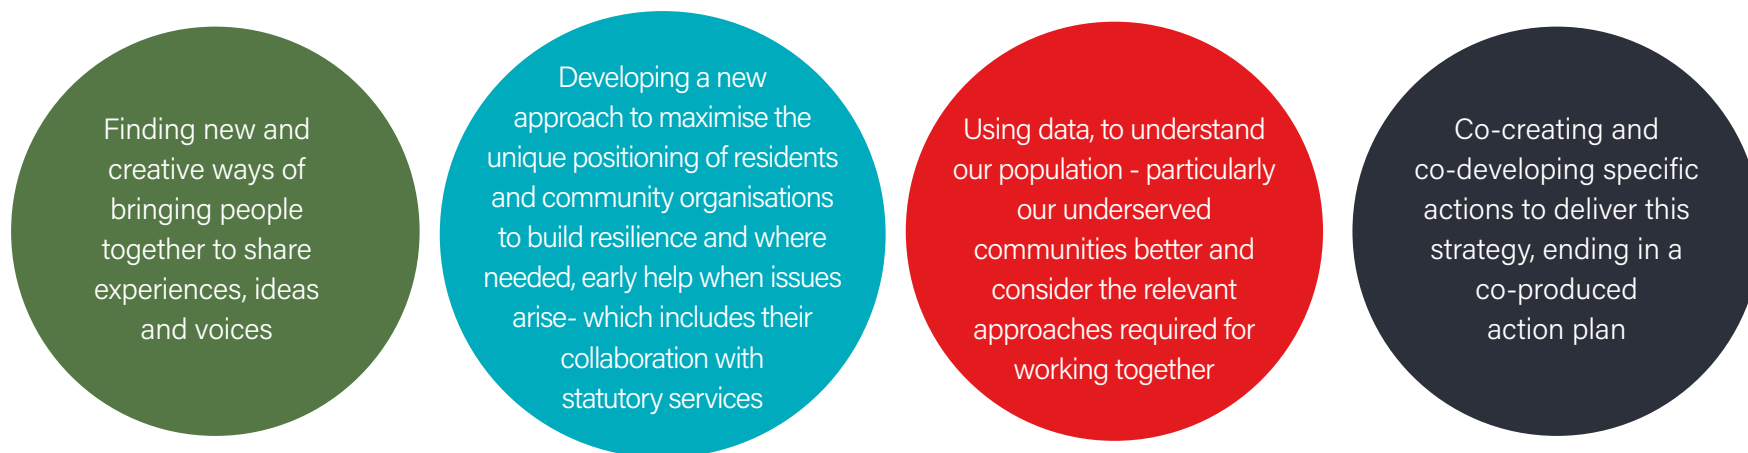 Finding new and
creative ways of
bringing people
together to share
experiences, ideas
and voices
Developing a new
approach to maximise the
unique positioning of residents
and community organisations
to build resilience and where
needed, early help when issues
arise- which includes their
collaboration with
statutory services
Using data, to understand
our population - particularly
our underserved
communities better and
consider the relevant
approaches required for
working together
Co-creating and
co-developing specific
actions to deliver this
strategy, ending in a
co-produced
action plan